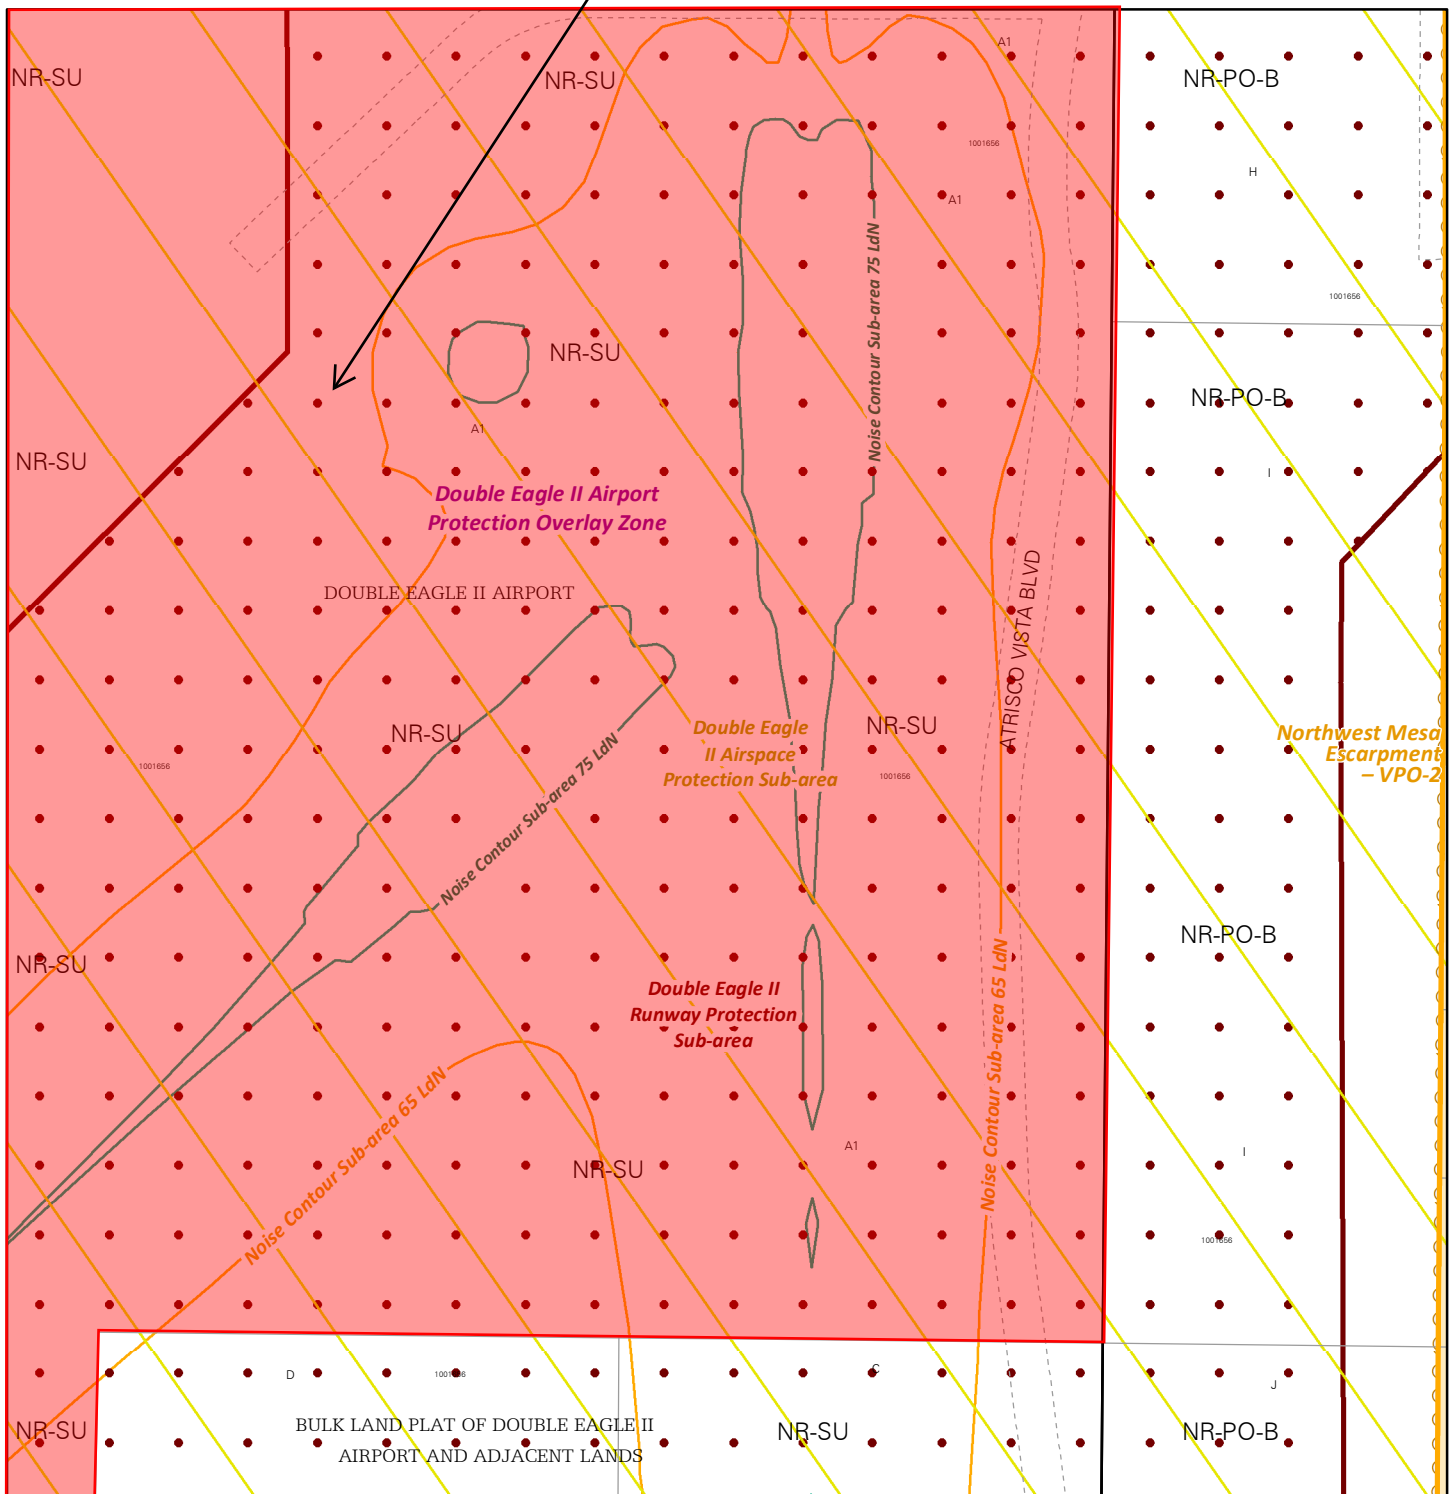 A1
NR-SU
NR-SU
NR-PO-B
1001656
H
A1
1001656
NR-SU
NR-PO-B
Noise Contour Sub-area 75 LdN
A1
NR-SU
I
Double Eagle II Airport
Protection Overlay Zone
DOUBLE EAGLE II AIRPORT
ATRISCO VISTA BLVD
NR-SU
Double Eagle
II Airspace
Protection Sub-area
NR-SU
Northwest Mesa
Escarpment
– VPO-2
1001656
1001656
Noise Contour Sub-area 75 LdN
NR-PO-B
NR-SU
Double Eagle II
Runway Protection
Sub-area
Noise Contour Sub-area 65 LdN
Noise Contour Sub-area 65 LdN
A1
I
NR-SU
1001656
D
1001656
C
J
NR-SU
BULK LAND PLAT OF DOUBLE EAGLE II
AIRPORT AND ADJACENT LANDS
NR-SU
NR-PO-B